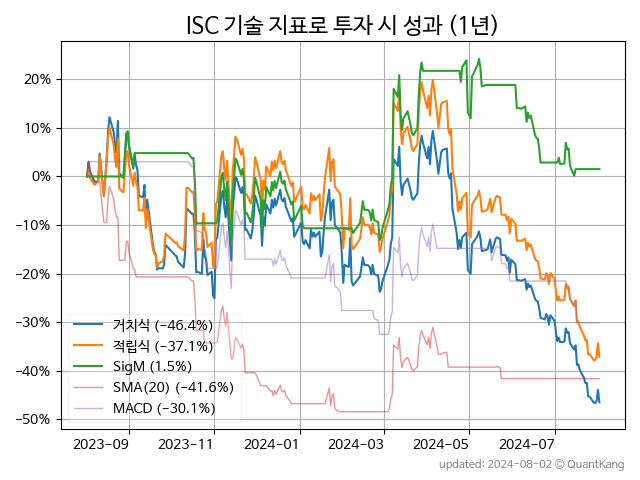 ISC 기술 지표로 투자 시 성과 (1년)
20%
10%
0%
−10%
−20%
−30%
−40%
−50%
거치식 (−46.4%)
적립식 (−37.1%)
SigM (1.5%)
SMA(20) (−41.6%)
MACD (−30.1%)
2023−09
2023−11
2024−01
2024−03
2024−05
2024−07
updated: 2024-08-02 © QuantKang